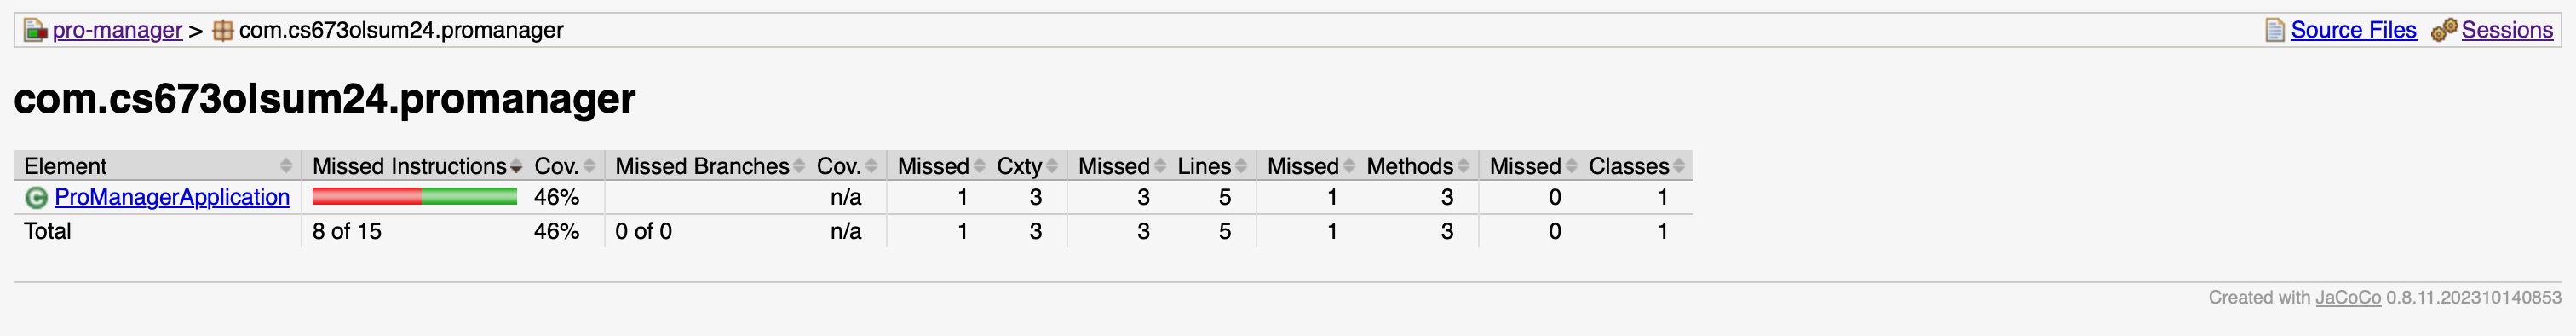 pro-manager > com.cs673olsum24.promanager Source Files Sessions
com.cs673olsum24.promanager
Element Missed Instructions Cov. Missed Branches Cov. Missed Cxty Missed Lines Missed Methods Missed Classes
C ProManagerApplication 46% n/a 1 3 3 5 1 3 0 1
Total 8 of 15 46% 0 of 0 n/a 1 3 3 5 1 3 0 1
Created with JaCoCo 0.8.11.202310140853